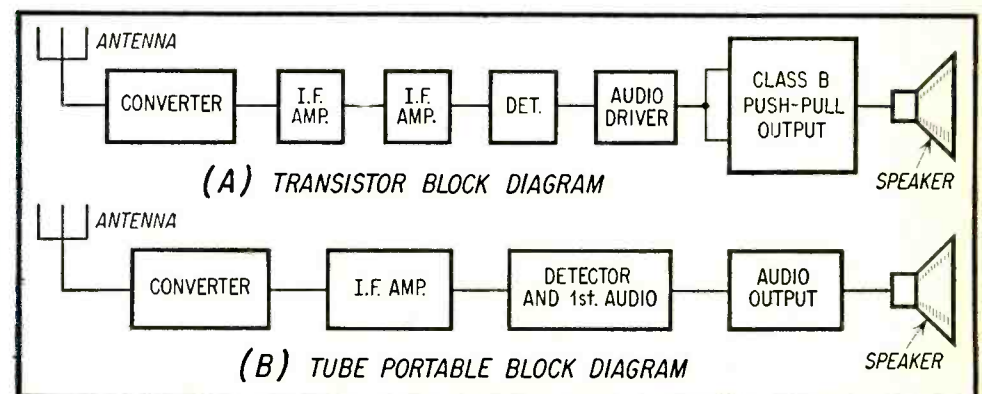 ANTENNA
CONVERTER
I.F.
AMP.
I.F.
AMP.
DET.
AUDIO
DRIVER
CLASS B
PUSH-PULL
OUTPUT
SPEAKER
(A) TRANSISTOR BLOCK DIAGRAM
ANTENNA
CONVERTER
I.F. AMP.
DETECTOR
AND 1st. AUDIO
AUDIO
OUTPUT
SPEAKER
(B) TUBE PORTABLE BLOCK DIAGRAM